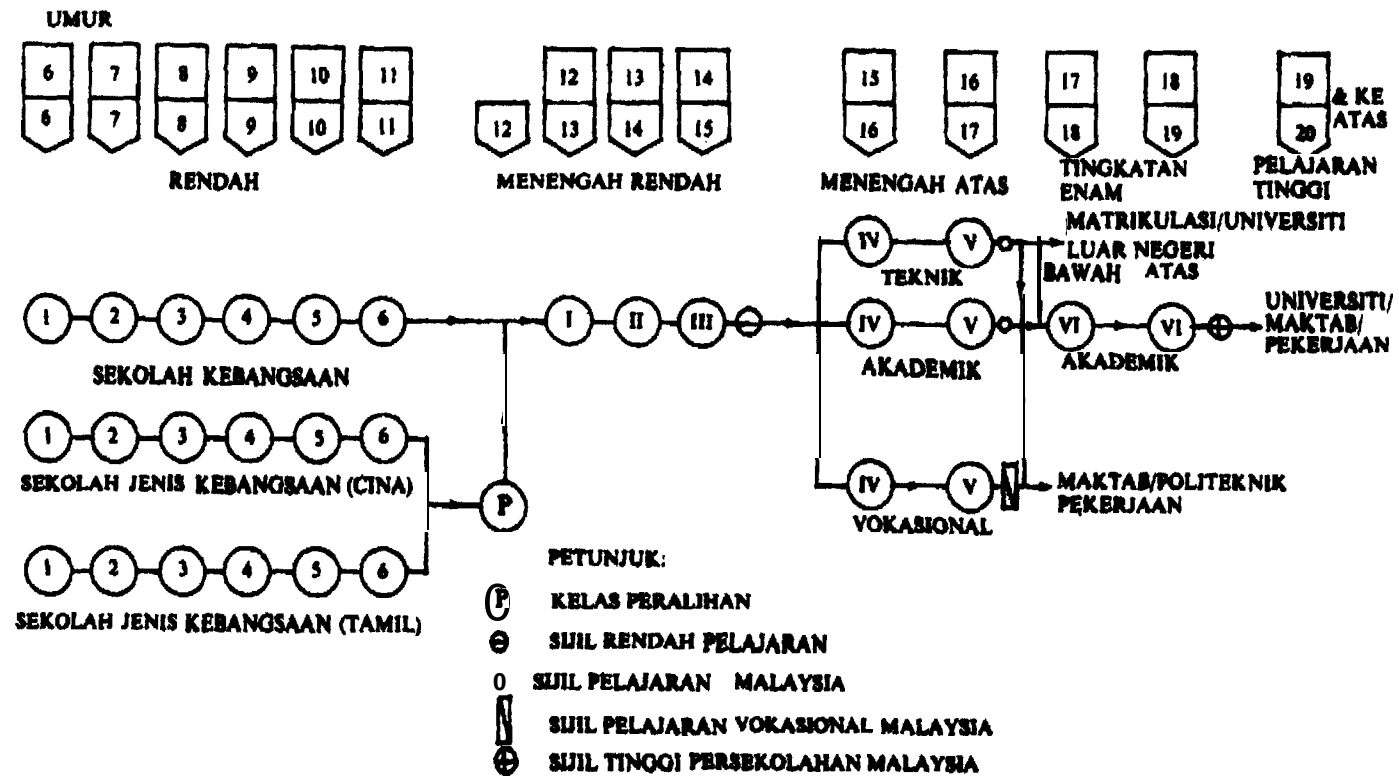 UMUR
6 7 8 9 10 11 12 13 14 15 16 17 18 19 & KE
6 7 8 9 10 11 12 13 14 15 16 17 18 19 20 ATAS
RENDAH MENENGAH RENDAH MENENGAH ATAS TINGKATAN PELAJARAN
ENAM TINGGI
IV V MATRIKULASI/UNIVERSITI
LUAR NEGERI
TEKNIK BAWAH ATAS
1 2 3 4 5 6 I II III IV V VI VI UNIVERSITI/
MAKTAB/
PEKERJAAN
SEKOLAH KEBANGSAAN AKADEMIK AKADEMIK
1 2 3 4 5 6
SEKOLAH JENIS KEBANGSAAN (CINA)
P IV V MAKTAB/POLITEKNIK
PEKERJAAN
VOKASIONAL
1 2 3 4 5 6
SEKOLAH JENIS KEBANGSAAN (TAMIL)
PETUNJUK:
P KELAS PERALIHAN
SIJIL RENDAH PELAJARAN
SIJIL PELAJARAN MALAYSIA
SIJIL PELAJARAN VOKASIONAL MALAYSIA
SIJIL TINGGI PERSEKOLAHAN MALAYSIA